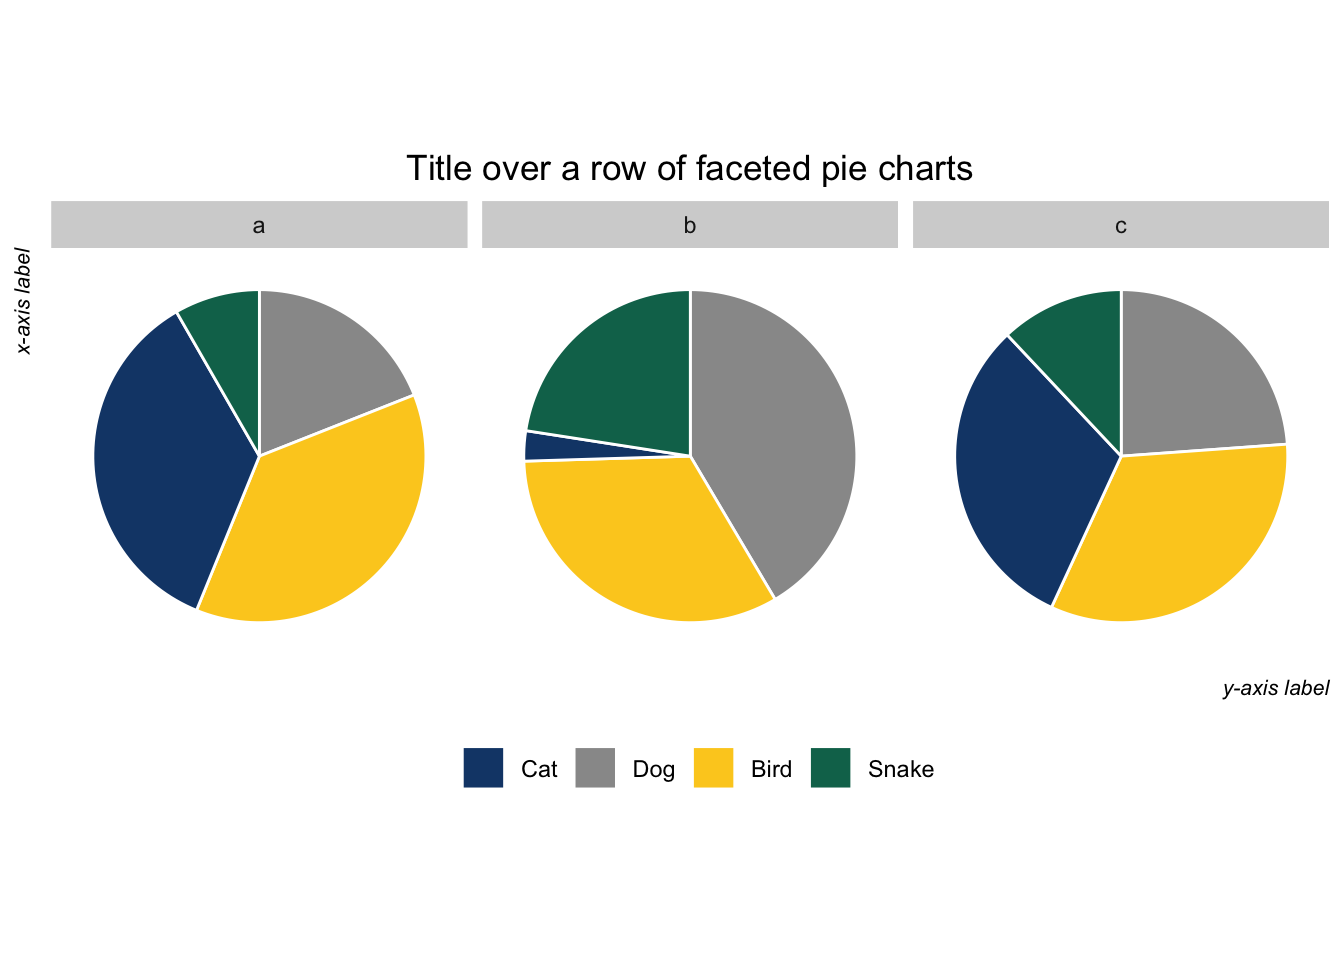 Title over a row of faceted pie charts
a
b
c
x-axis label
y-axis label
Cat
Dog
Bird
Snake